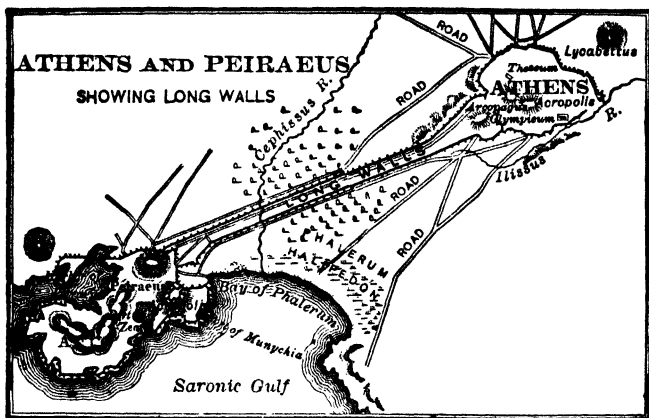 ATHENS AND PEIRAEUS
SHOWING LONG WALLS
ROAD
Lycabettus
Theseum
ATHENS
Acropolis
Areopagus
Olympieum
R.
Ilissus
ROAD
Cephissus R.
LONG WALLS
ROAD
ROAD
PHALERUM
HALIPEDON
Bay of Phalerum
of Munychia
Saronic Gulf